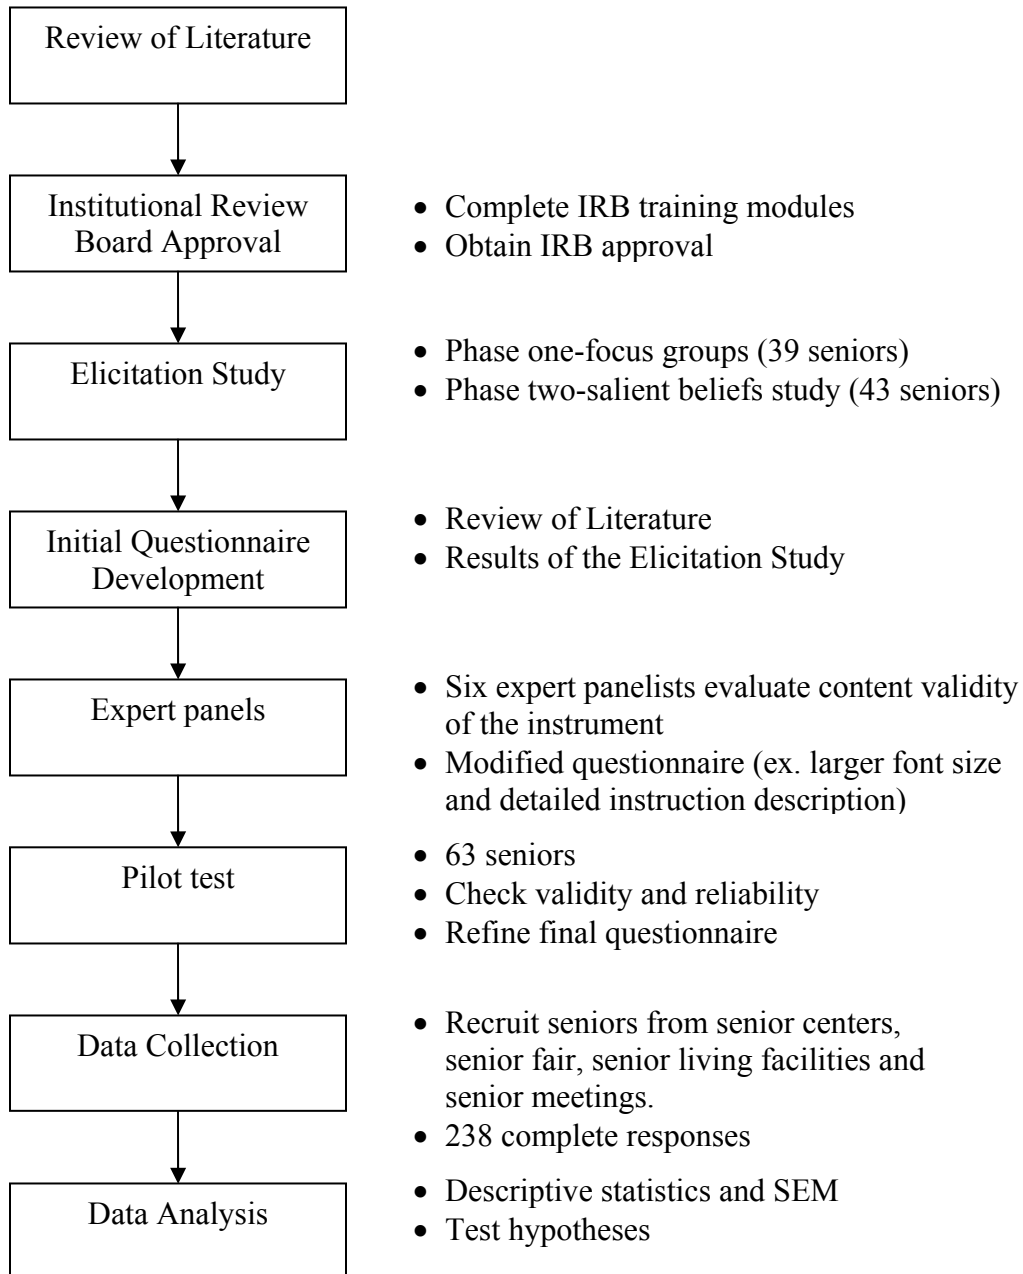 Review of Literature
Institutional Review
Board Approval
• Complete IRB training modules
• Obtain IRB approval
Elicitation Study
• Phase one-focus groups (39 seniors)
• Phase two-salient beliefs study (43 seniors)
Initial Questionnaire
Development
• Review of Literature
• Results of the Elicitation Study
Expert panels
• Six expert panelists evaluate content validity
of the instrument
• Modified questionnaire (ex. larger font size
and detailed instruction description)
Pilot test
• 63 seniors
• Check validity and reliability
• Refine final questionnaire
Data Collection
• Recruit seniors from senior centers,
senior fair, senior living facilities and
senior meetings.
• 238 complete responses
Data Analysis
• Descriptive statistics and SEM
• Test hypotheses